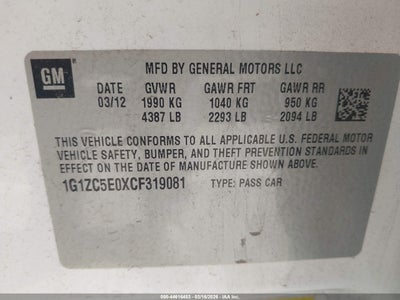 GM
MFD BY GENERAL MOTORS LLC
DATE GVWR GAWR FRT GAWR RR
03/12 1990 KG 1040 KG 950 KG
4387 LB 2293 LB 2094 LB
THIS VEHICLE CONFORMS TO ALL APPLICABLE U.S. FEDERAL MOTOR
VEHICLE SAFETY, BUMPER, AND THEFT PREVENTION STANDARDS
IN EFFECT ON THE DATE OF MANUFACTURE SHOWN ABOVE.
1G1ZC5E0XCF319081 TYPE: PASS CAR